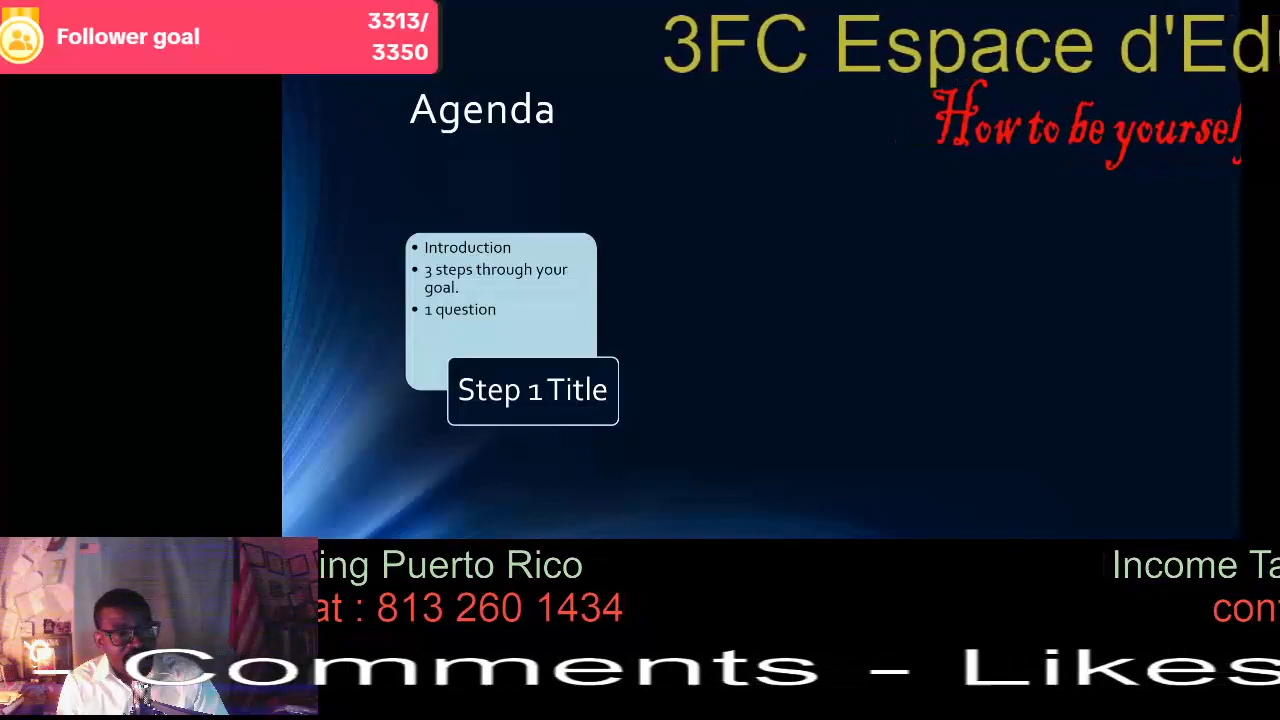 Follower goal
3313/
3350
3FC Espace d'Edu
How to be yourself
Agenda
• Introduction
• 3 steps through your
goal.
• 1 question
Step 1 Title
ing Puerto Rico
at : 813 260 1434
Income Ta
con
- Comments - Likes